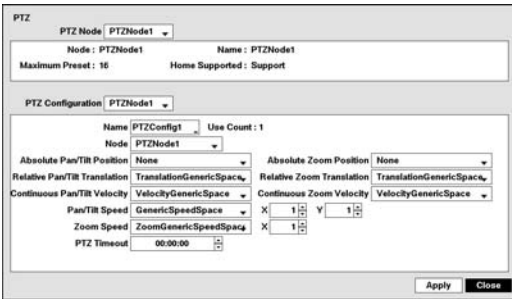 PTZ
PTZ Node PTZNode1
Node : PTZNode1 Name : PTZNode1
Maximum Preset : 16 Home Supported : Support
PTZ Configuration PTZNode1
Name PTZConfig1 Use Count : 1
Node PTZNode1
Absolute Pan/Tilt Position None Absolute Zoom Position None
Relative Pan/Tilt Translation TranslationGenericSpace Relative Zoom Translation TranslationGenericSpace
Continuous Pan/Tilt Velocity VelocityGenericSpace Continuous Zoom Velocity VelocityGenericSpace
Pan/Tilt Speed GenericSpeedSpace X 1 Y 1
Zoom Speed ZoomGenericSpeedSpac X 1
PTZ Timeout 00:00:00
Apply Close